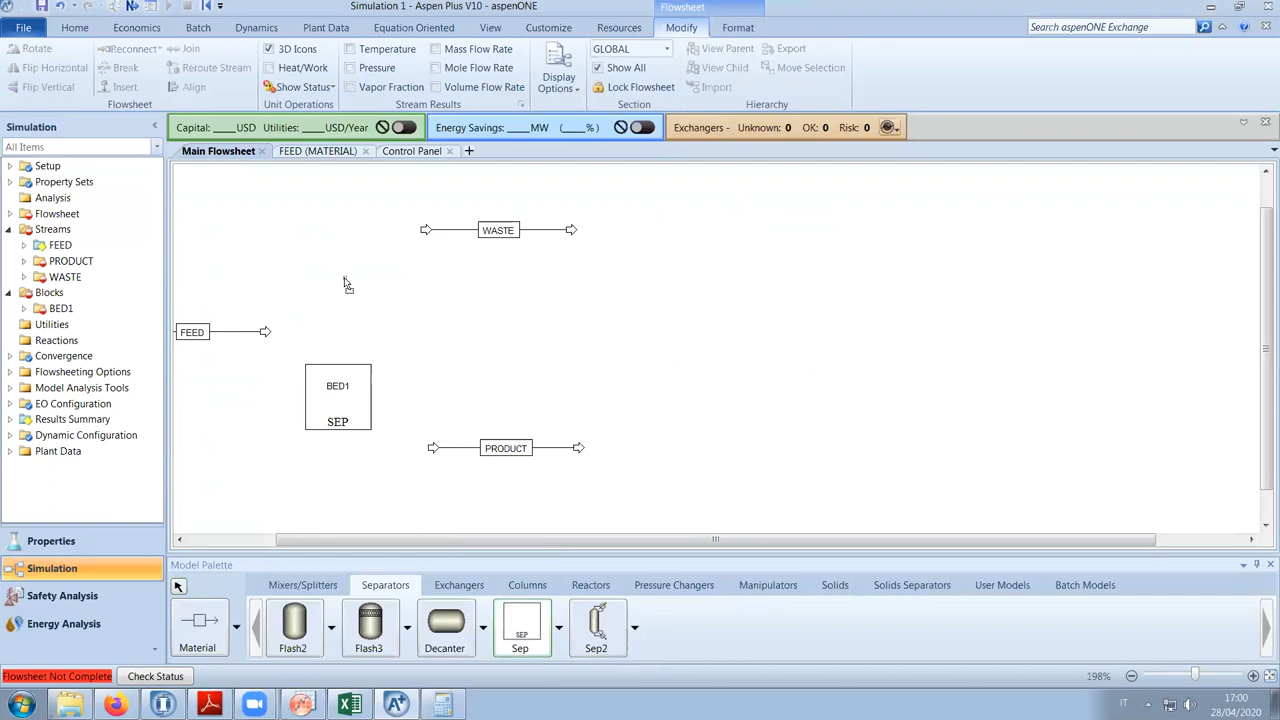 Simulation 1 - Aspen Plus V10 - aspenONE
Flowsheet
File Home Economics Batch Dynamics Plant Data Equation Oriented View Customize Resources Modify Format Search aspenONE Exchange
Rotate Reconnect Join 3D Icons Temperature Mass Flow Rate GLOBAL View Parent Export
Flip Horizontal Break Reroute Stream Heat/Work Pressure Mole Flow Rate Display Options Show All View Child Move Selection
Flip Vertical Insert Align Show Status Vapor Fraction Volume Flow Rate Lock Flowsheet Import
Flowsheet Unit Operations Stream Results Section Hierarchy
Simulation
Capital: ____USD Utilities: ____USD/Year Energy Savings: ____MW (____%) Exchangers - Unknown: 0 OK: 0 Risk: 0
All Items
Main Flowsheet FEED (MATERIAL) Control Panel
Setup
Property Sets
Analysis
Flowsheet
Streams
FEED
PRODUCT
WASTE
Blocks
BED1
Utilities
Reactions
Convergence
Flowsheeting Options
Model Analysis Tools
EO Configuration
Results Summary
Dynamic Configuration
Plant Data
WASTE
FEED
BED1
SEP
PRODUCT
Properties
Simulation
Safety Analysis
Energy Analysis
Model Palette
Mixers/Splitters Separators Exchangers Columns Reactors Pressure Changers Manipulators Solids Solids Separators User Models Batch Models
SEP
Material Flash2 Flash3 Decanter Sep Sep2
Flowsheet Not Complete Check Status 198%
IT 17:00
28/04/2020